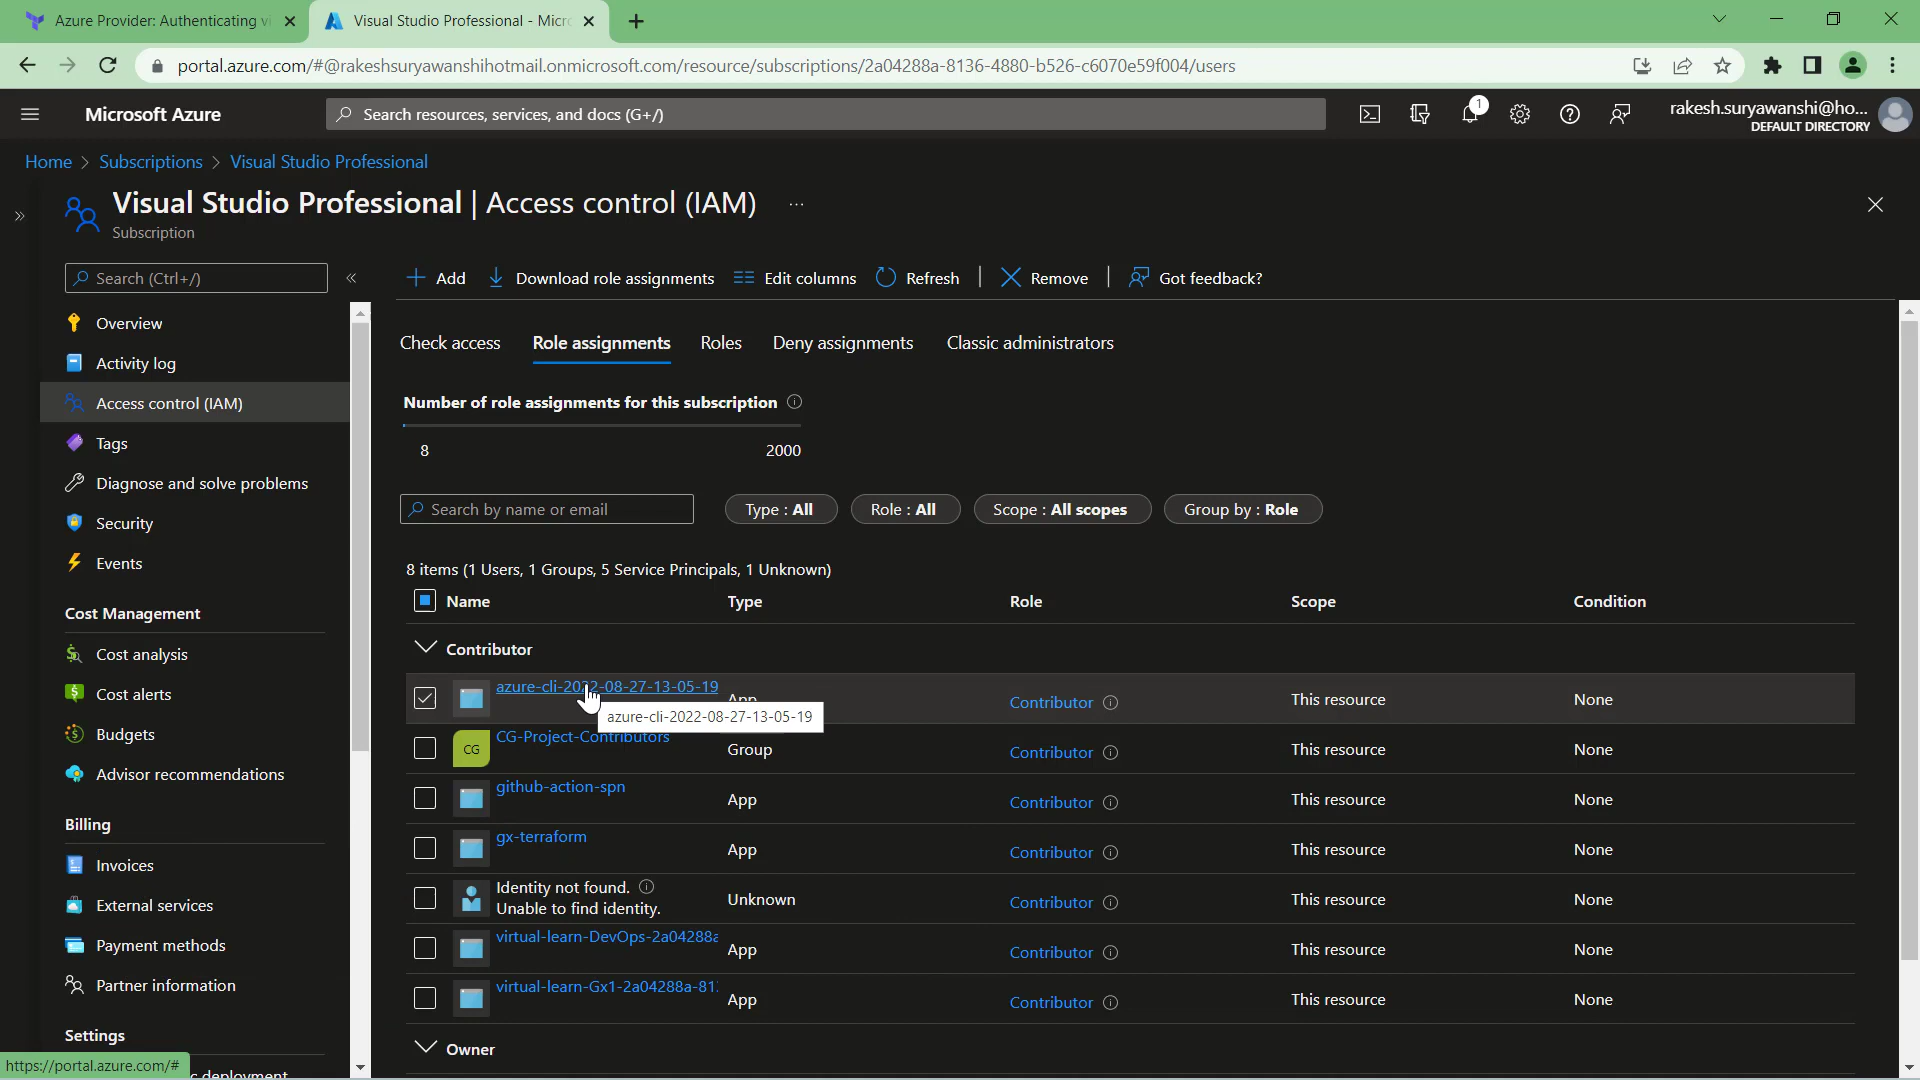 Azure Provider: Authenticating vi
Visual Studio Professional - Micro
portal.azure.com/#@rakeshsuryawanshihotmail.onmicrosoft.com/resource/subscriptions/2a04288a-8136-4880-b526-c6070e59f004/users
Microsoft Azure
Search resources, services, and docs (G+/)
1
rakesh.suryawanshi@ho...
DEFAULT DIRECTORY
Home > Subscriptions > Visual Studio Professional
Visual Studio Professional | Access control (IAM) ...
Subscription
Search (Ctrl+/)
Overview
Activity log
Access control (IAM)
Tags
Diagnose and solve problems
Security
Events
Cost Management
Cost analysis
Cost alerts
Budgets
Advisor recommendations
Billing
Invoices
External services
Payment methods
Partner information
Settings
https://portal.azure.com/#
deployment
Add
Download role assignments
Edit columns
Refresh
Remove
Got feedback?
Check access
Role assignments
Roles
Deny assignments
Classic administrators
Number of role assignments for this subscription
8
2000
Search by name or email
Type : All
Role : All
Scope : All scopes
Group by : Role
8 items (1 Users, 1 Groups, 5 Service Principals, 1 Unknown)
Name Type Role Scope Condition
Contributor
azure-cli-2022-08-27-13-05-19 App Contributor This resource None
azure-cli-2022-08-27-13-05-19
CG-Project-Contributors Group Contributor This resource None
CG
github-action-spn App Contributor This resource None
gx-terraform App Contributor This resource None
Identity not found.
Unable to find identity. Unknown Contributor This resource None
virtual-learn-DevOps-2a04288a App Contributor This resource None
virtual-learn-Gx1-2a04288a-81 App Contributor This resource None
Owner